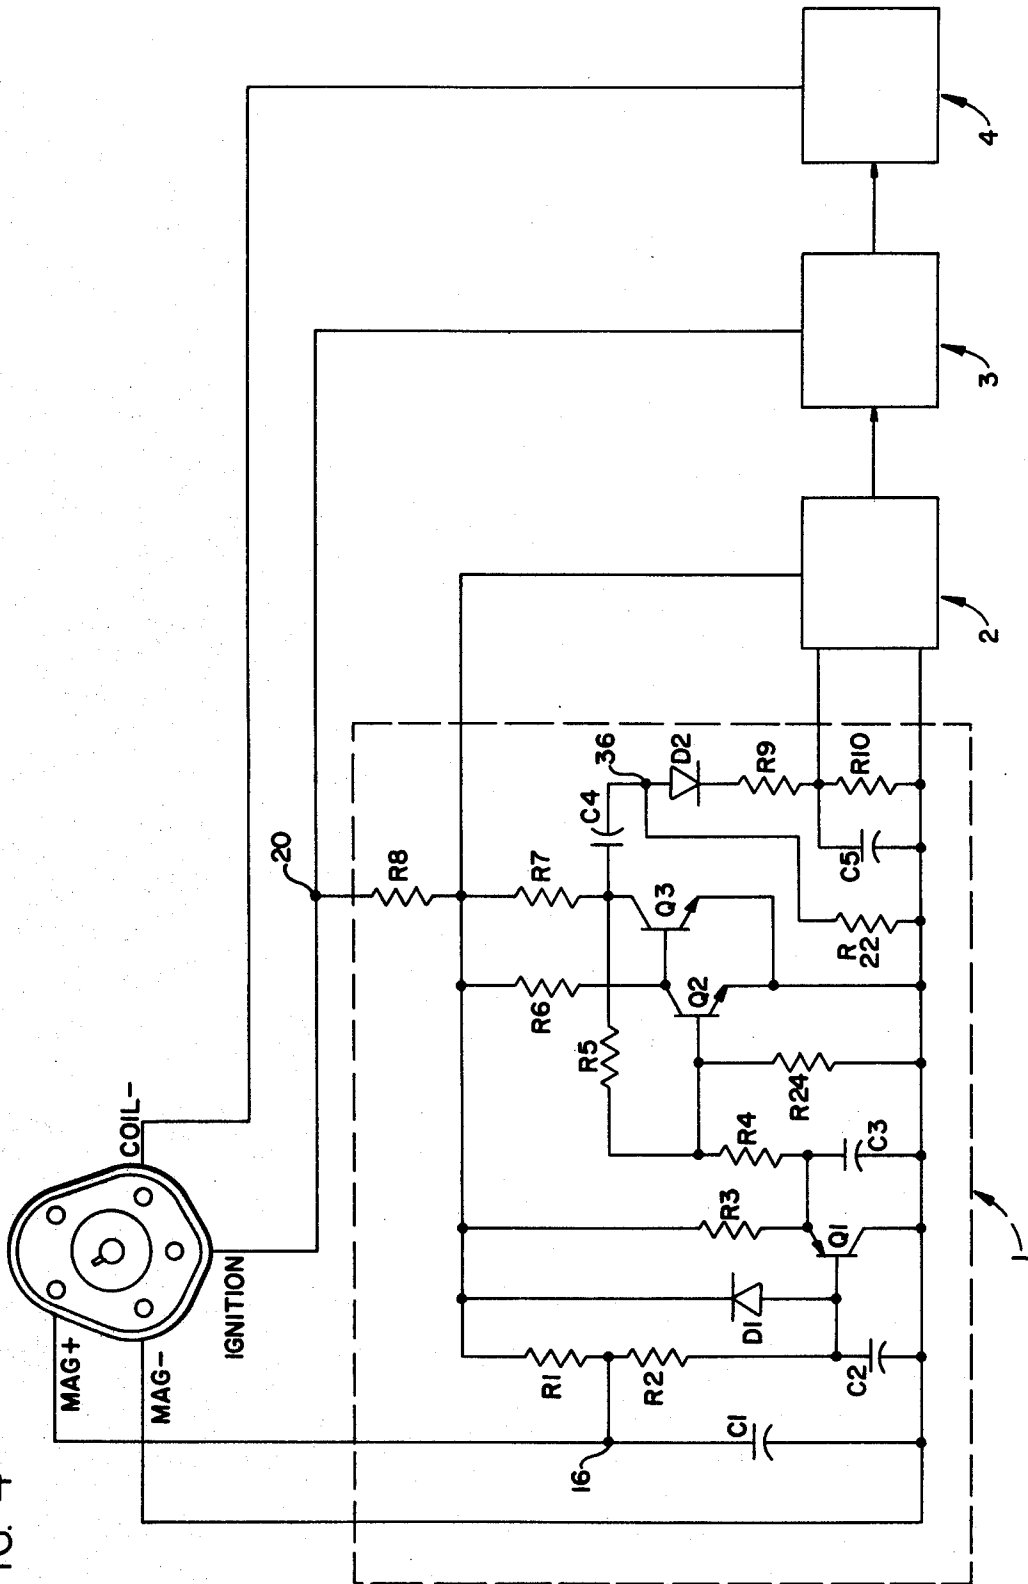 MAG+
MAG-
COIL-
IGNITION
20
R8
16
R1
R2
C1
C2
D1
R3
Q1
R4
C3
R5
R24
R6
Q2
R7
Q3
C4
36
D2
R9
R10
C5
R
22
1
2
3
4